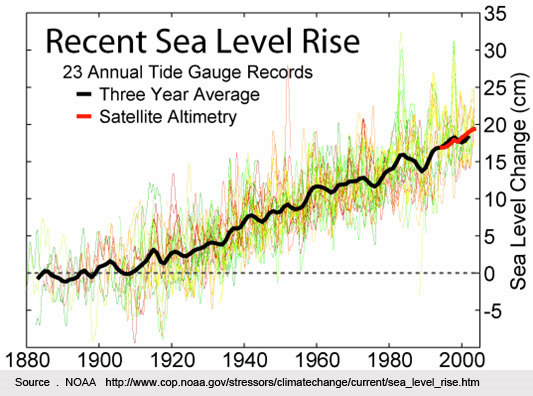 Recent Sea Level Rise
23 Annual Tide Gauge Records
Three Year Average
Satellite Altimetry
35
30
25
20
15
10
5
0
-5
Sea Level Change (cm)
1880 1900 1920 1940 1960 1980 2000
Source . NOAA http://www.cop.noaa.gov/stressors/climatechange/current/sea_level_rise.htm